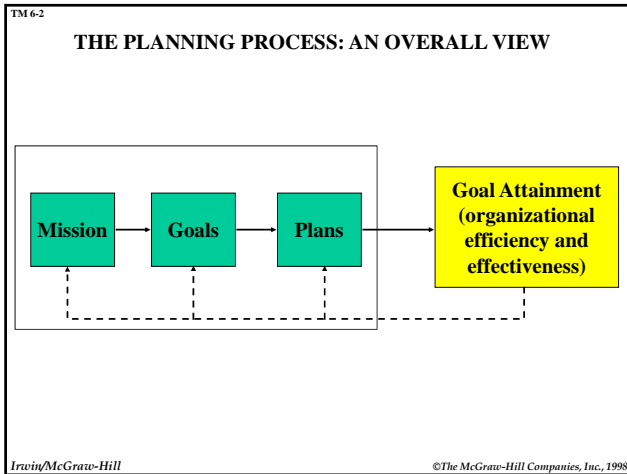 TM 6-2
THE PLANNING PROCESS: AN OVERALL VIEW
Mission
Goals
Plans
Goal Attainment
(organizational
efficiency and
effectiveness)
Irwin/McGraw-Hill
©The McGraw-Hill Companies, Inc., 1998